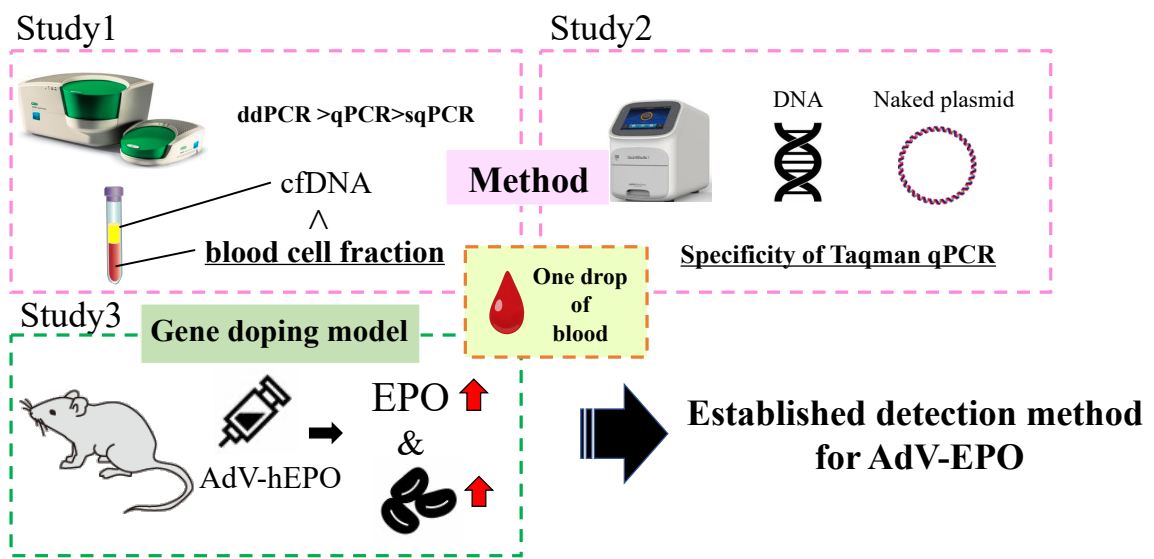 Study1
ddPCR >qPCR>sqPCR
cfDNA
^
blood cell fraction
Method
Study2
DNA
Naked plasmid
Specificity of Taqman qPCR
One drop
of
blood
Study3
Gene doping model
AdV-hEPO
EPO
&
Established detection method
for AdV-EPO